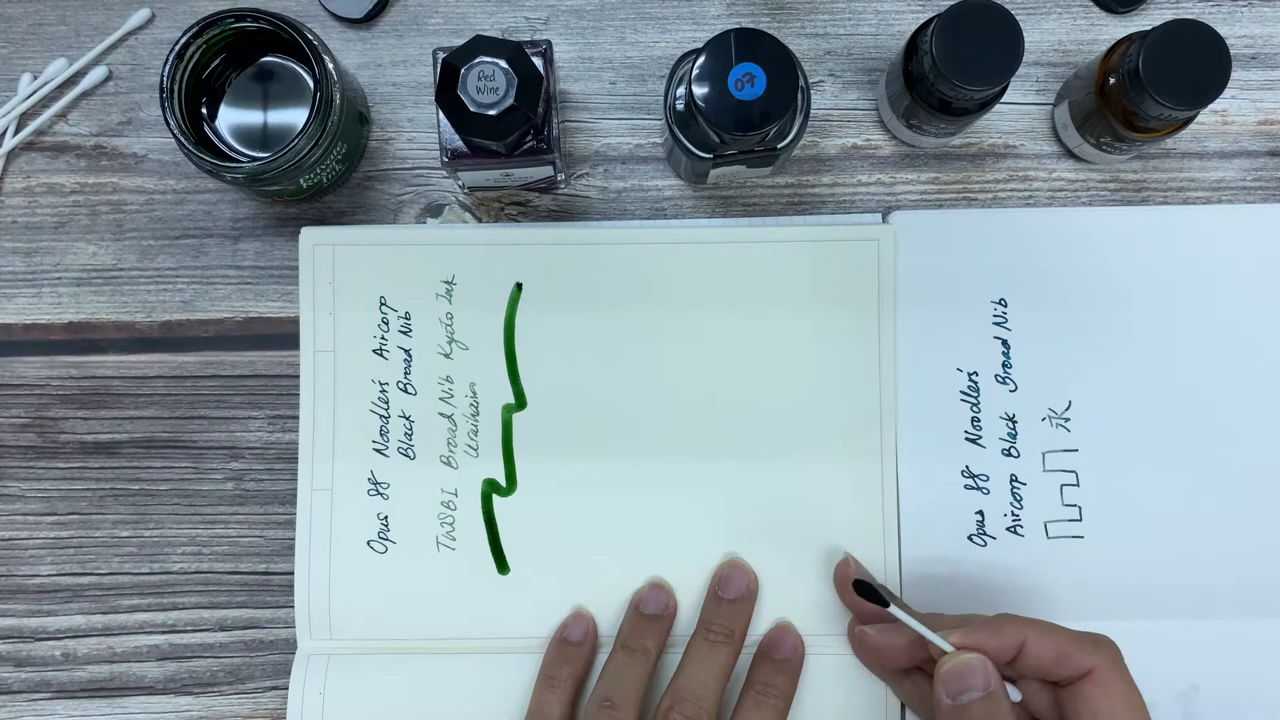 Red
Wine
07
Private
Opus 88 Noodler's Aircorp
Black Broad Nib
TWSBI Broad Nib Kyoto Ink
Opus 88 Noodler's
Aircorp Black Broad Nib
永